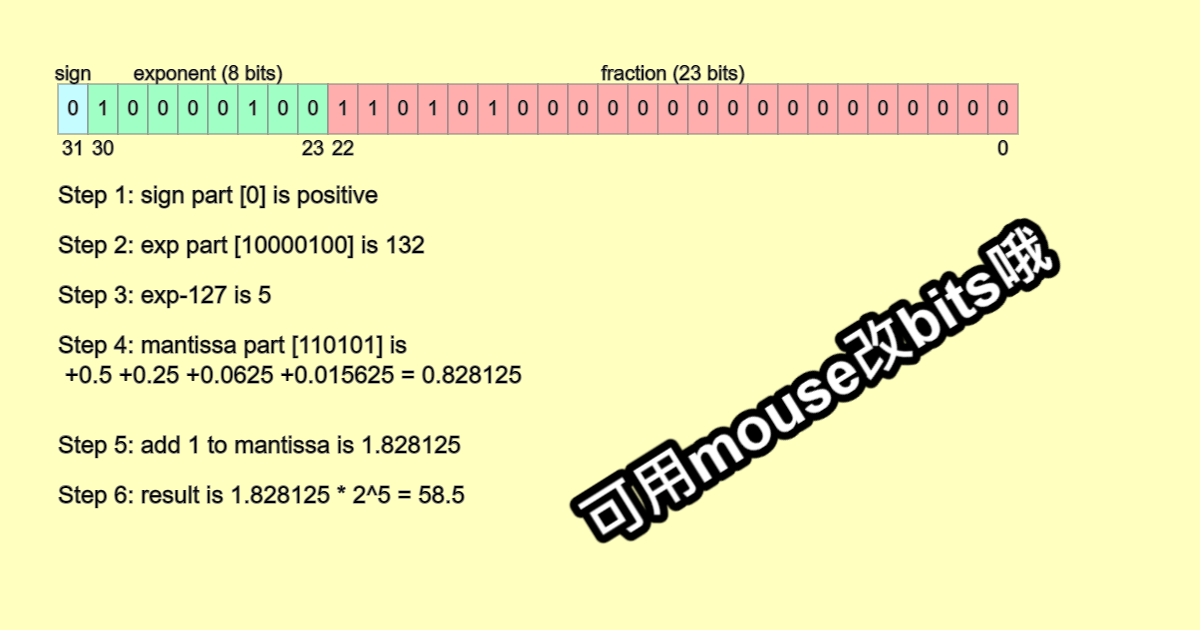 sign exponent (8 bits) fraction (23 bits)
0 1 0 0 0 0 1 0 0 1 1 0 1 0 1 0 0 0 0 0 0 0 0 0 0 0 0 0 0 0 0 0
31 30 23 22 0
Step 1: sign part [0] is positive
Step 2: exp part [10000100] is 132
Step 3: exp-127 is 5
Step 4: mantissa part [110101] is
+0.5 +0.25 +0.0625 +0.015625 = 0.828125
Step 5: add 1 to mantissa is 1.828125
Step 6: result is 1.828125 * 2^5 = 58.5
可用mouse改bits哦